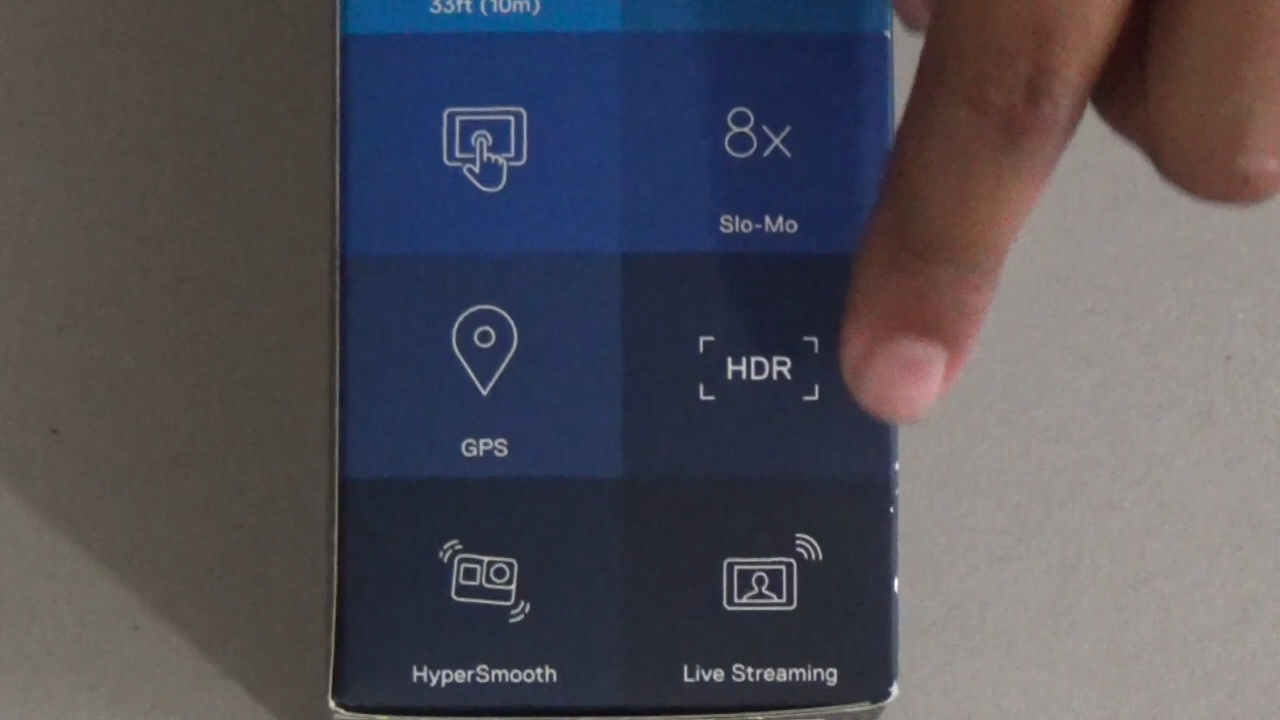 33ft (10m)
8x
Slo-Mo
HDR
GPS
HyperSmooth
Live Streaming